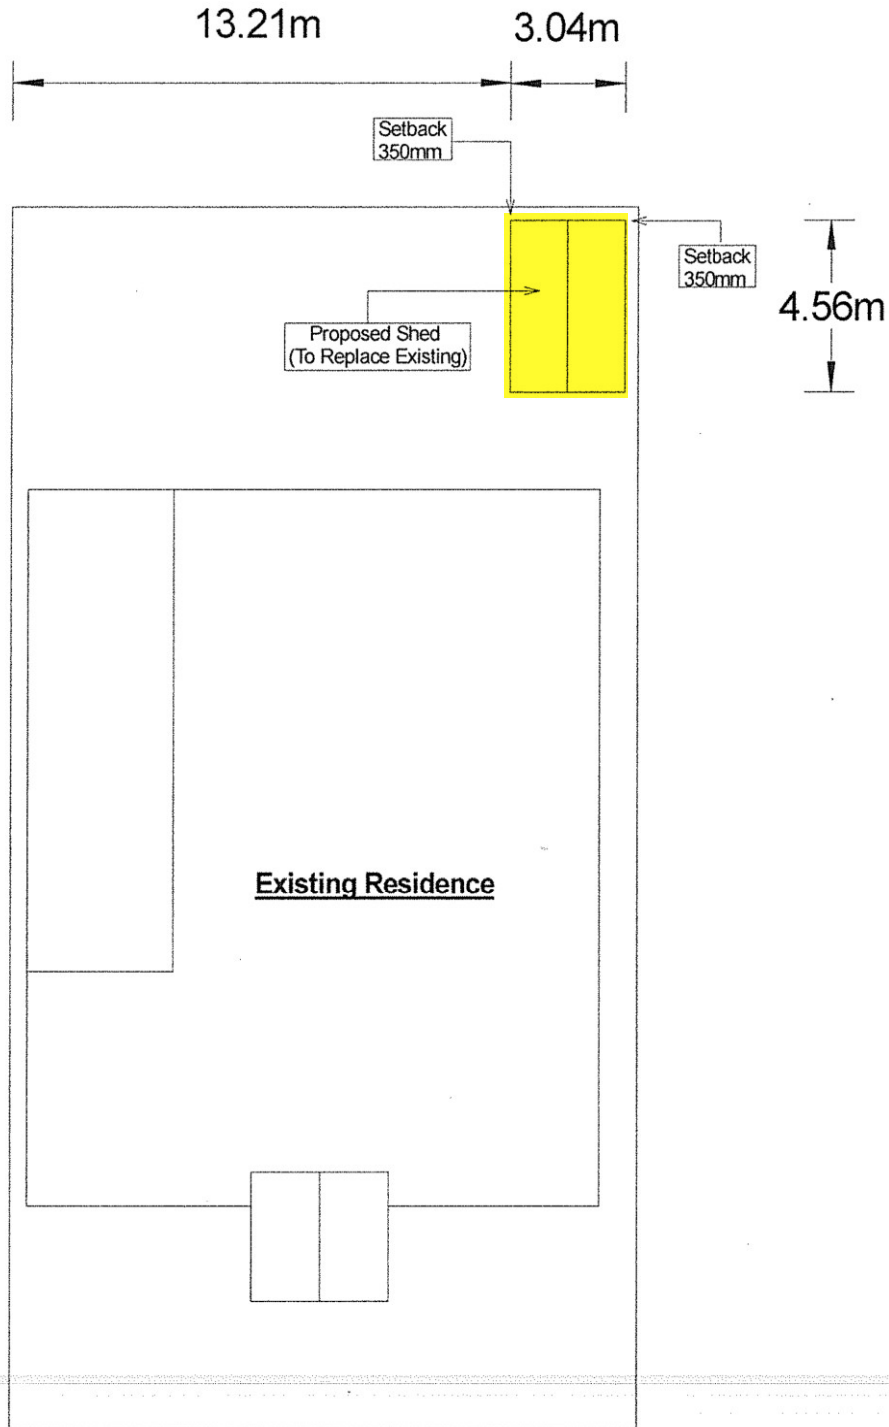 13.21m
3.04m
Setback
350mm
Setback
350mm
4.56m
Proposed Shed
(To Replace Existing)
Existing Residence